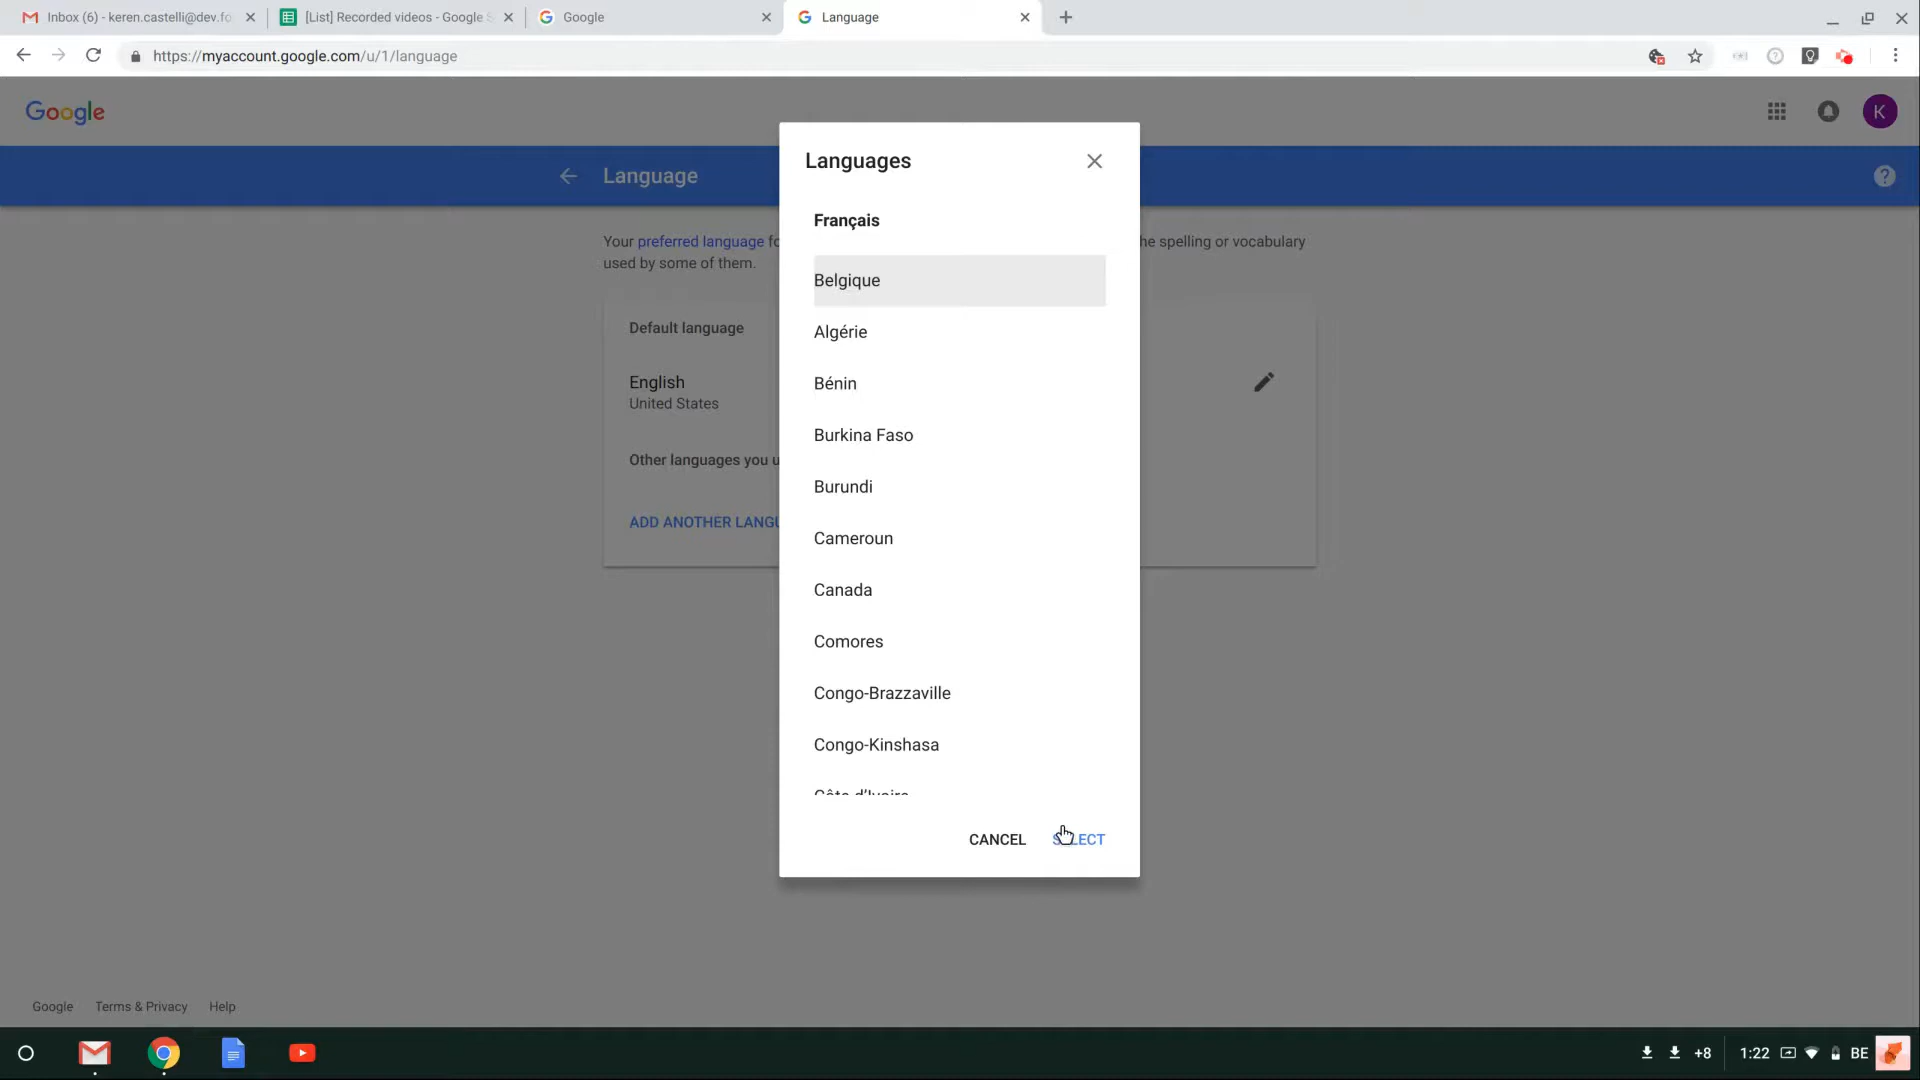 Inbox (6) - keren.castelli@dev.fo
[List] Recorded videos - Google S
Google
Language
https://myaccount.google.com/u/1/language
Google
K
Language
?
Your preferred language fo
he spelling or vocabulary
used by some of them.
Default language
English
United States
Other languages you u
ADD ANOTHER LANGU
Languages
Français
Belgique
Algérie
Bénin
Burkina Faso
Burundi
Cameroun
Canada
Comores
Congo-Brazzaville
Congo-Kinshasa
Côte d'Ivoire
CANCEL
SELECT
Google
Terms & Privacy
Help
+8
1:22
BE